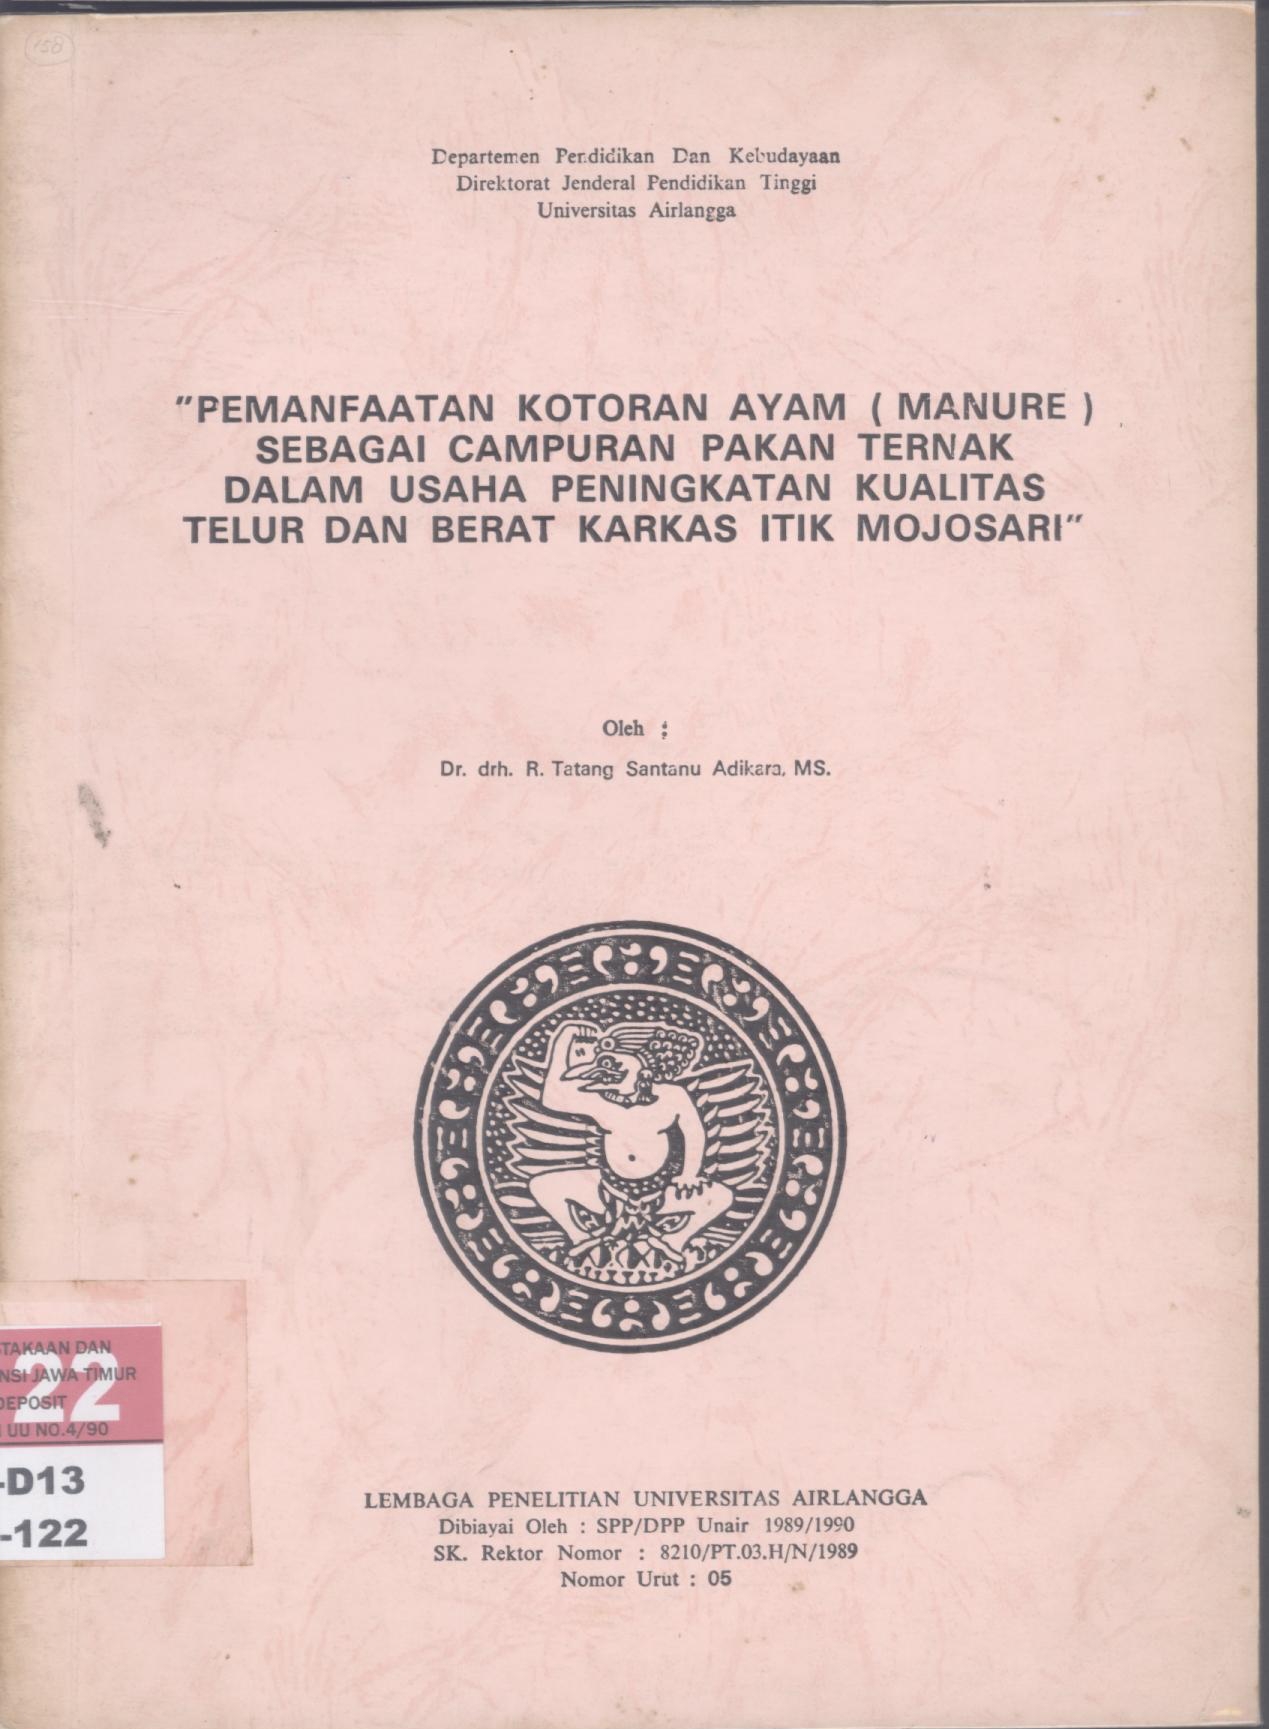 158
Departemen Pendidikan Dan Kebudayaan
Direktorat Jenderal Pendidikan Tinggi
Universitas Airlangga
"PEMANFAATAN KOTORAN AYAM ( MANURE )
SEBAGAI CAMPURAN PAKAN TERNAK
DALAM USAHA PENINGKATAN KUALITAS
TELUR DAN BERAT KARKAS ITIK MOJOSARI"
Oleh :
Dr. drh. R. Tatang Santanu Adikara, MS.
STAKAAN DAN
NSI JAWA TIMUR
22
DEPOSIT
UU NO.4/90
-D13
-122
LEMBAGA PENELITIAN UNIVERSITAS AIRLANGGA
Dibiayai Oleh : SPP/DPP Unair 1989/1990
SK. Rektor Nomor : 8210/PT.03.H/N/1989
Nomor Urut : 05